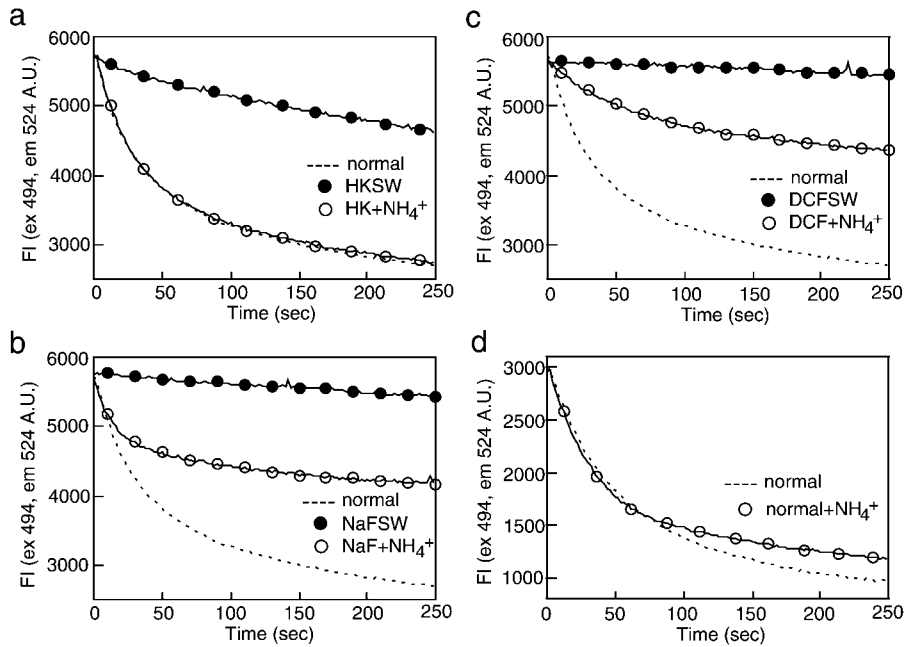 a
6000
5000
4000
3000
FI (ex 494, em 524 A.U.)
normal
HKSW
HK+NH₄⁺
0 50 100 150 200 250
Time (sec)
b
6000
5000
4000
3000
FI (ex 494, em 524 A.U.)
normal
NaFSW
NaF+NH₄⁺
0 50 100 150 200 250
Time (sec)
c
6000
5000
4000
3000
FI (ex 494, em 524 A.U.)
normal
DCFSW
DCF+NH₄⁺
0 50 100 150 200 250
Time (sec)
d
3000
2500
2000
1500
1000
FI (ex 494, em 524 A.U.)
normal
normal+NH₄⁺
0 50 100 150 200 250
Time (sec)